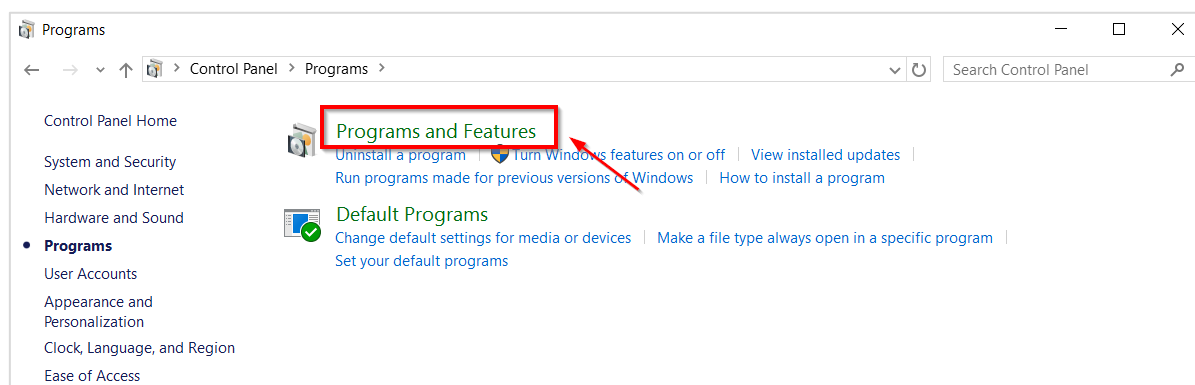 Programs
Control Panel > Programs >
Search Control Panel
Control Panel Home
System and Security
Network and Internet
Hardware and Sound
Programs
User Accounts
Appearance and
Personalization
Clock, Language, and Region
Ease of Access
Programs and Features
Uninstall a program
Turn Windows features on or off
View installed updates
Run programs made for previous versions of Windows
How to install a program
Default Programs
Change default settings for media or devices
Make a file type always open in a specific program
Set your default programs